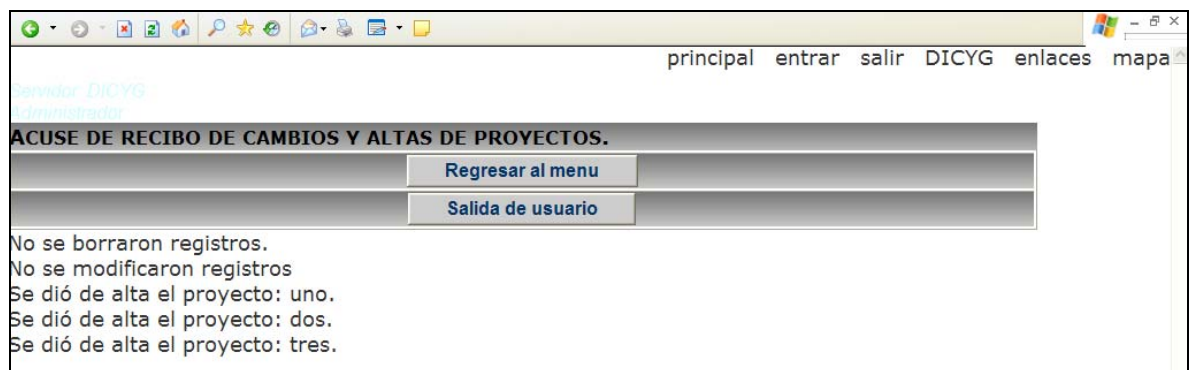 principal entrar salir DICYG enlaces mapa
Servidor DICYG
Administrador
ACUSE DE RECIBO DE CAMBIOS Y ALTAS DE PROYECTOS.
Regresar al menu
Salida de usuario
No se borraron registros.
No se modificaron registros
Se dió de alta el proyecto: uno.
Se dió de alta el proyecto: dos.
Se dió de alta el proyecto: tres.